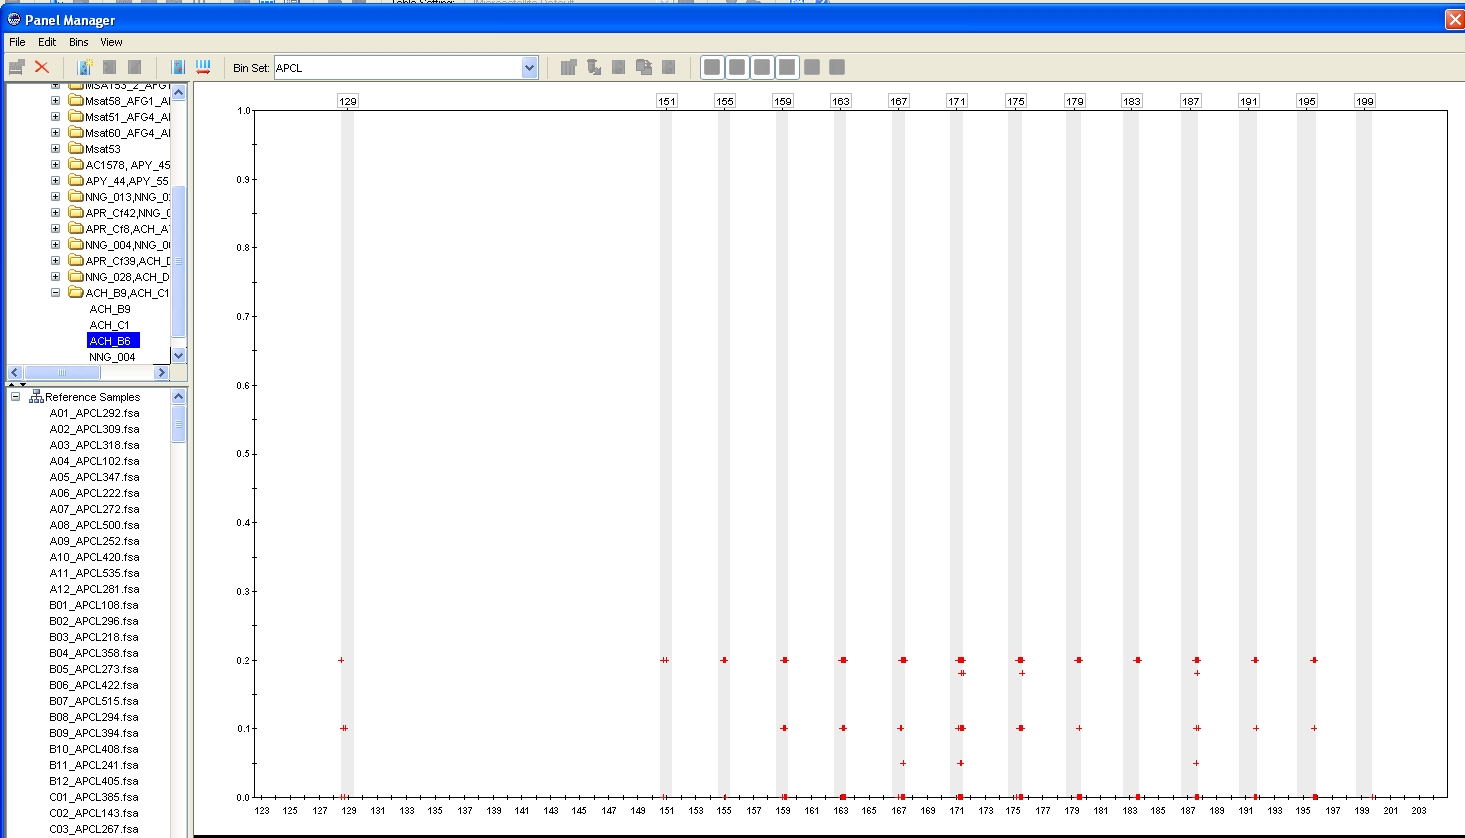 Panel Manager
File Edit Bins View
Bin Set: APCL
MSAT53_2_AFG1
Msat58_AFG1_A
Msat51_AFG4_A
Msat60_AFG4_A
Msat53
AC1578, APY_45
APY_44,APY_55
NNG_013,NNG_0
APR_Cf42,NNG_0
APR_Cf8,ACH_A
NNG_004,NNG_0
APR_Cf39,ACH_D
NNG_028,ACH_D
ACH_B9,ACH_C1
ACH_B9
ACH_C1
ACH_B6
NNG_004
Reference Samples
A01_APCL292.fsa
A02_APCL309.fsa
A03_APCL318.fsa
A04_APCL102.fsa
A05_APCL347.fsa
A06_APCL222.fsa
A07_APCL272.fsa
A08_APCL500.fsa
A09_APCL252.fsa
A10_APCL420.fsa
A11_APCL535.fsa
A12_APCL281.fsa
B01_APCL108.fsa
B02_APCL296.fsa
B03_APCL218.fsa
B04_APCL358.fsa
B05_APCL273.fsa
B06_APCL422.fsa
B07_APCL515.fsa
B08_APCL294.fsa
B09_APCL394.fsa
B10_APCL408.fsa
B11_APCL241.fsa
B12_APCL405.fsa
C01_APCL385.fsa
C02_APCL143.fsa
C03_APCL267.fsa
129 151 155 159 163 167 171 175 179 183 187 191 195 199
1.0
0.9
0.8
0.7
0.6
0.5
0.4
0.3
0.2
0.1
0.0
123 125 127 129 131 133 135 137 139 141 143 145 147 149 151 153 155 157 159 161 163 165 167 169 171 173 175 177 179 181 183 185 187 189 191 193 195 197 199 201 203